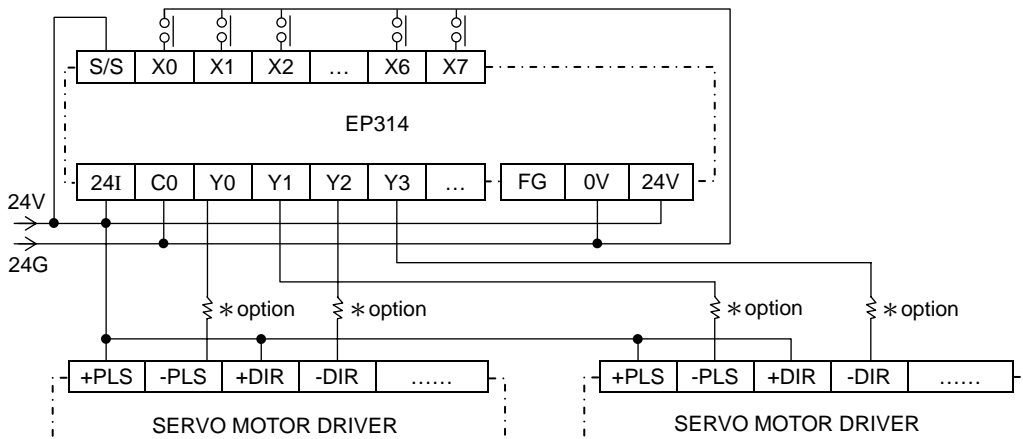 S/S X0 X1 X2 … X6 X7
EP314
24I C0 Y0 Y1 Y2 Y3 … FG 0V 24V
24V
24G
*option *option *option *option
+PLS -PLS +DIR -DIR …… +PLS -PLS +DIR -DIR ……
SERVO MOTOR DRIVER SERVO MOTOR DRIVER